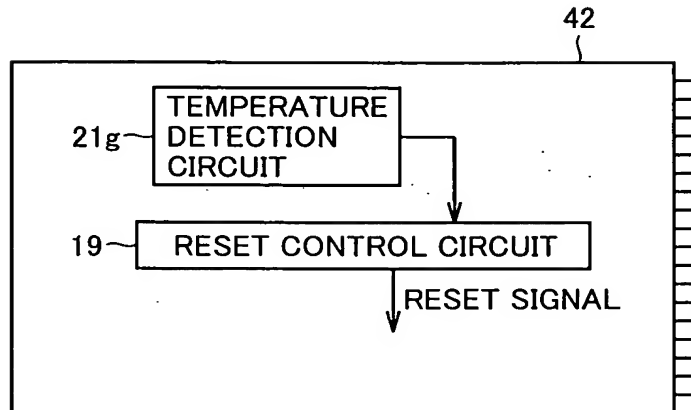 42
TEMPERATURE
DETECTION
CIRCUIT
21g
19
RESET CONTROL CIRCUIT
RESET SIGNAL